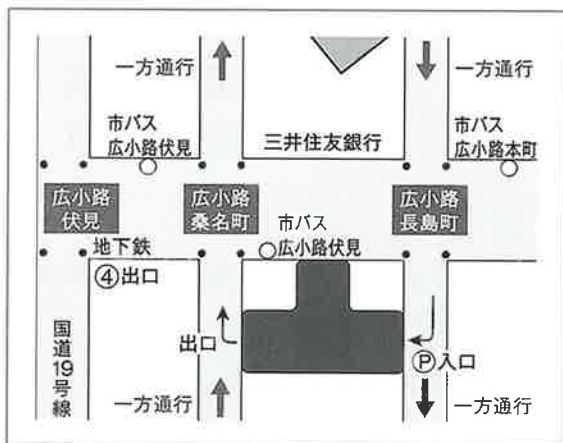 一方通行
一方通行
市バス
広小路伏見
三井住友銀行
市バス
広小路本町
広小路
伏見
広小路
桑名町
市バス
広小路伏見
広小路
長島町
地下鉄
④出口
国道19号線
出口
Ⓟ入口
一方通行
一方通行